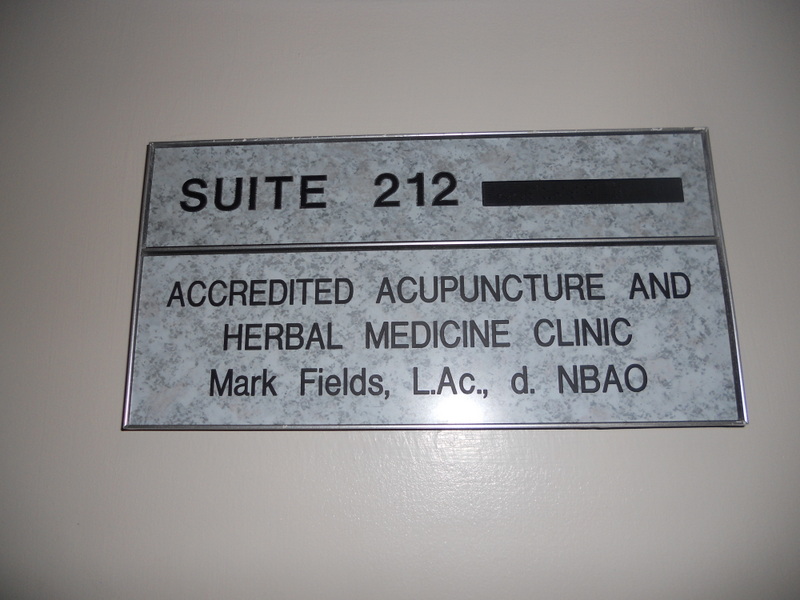 SUITE 212
ACCREDITED ACUPUNCTURE AND
HERBAL MEDICINE CLINIC
Mark Fields, L.Ac., d. NBAO